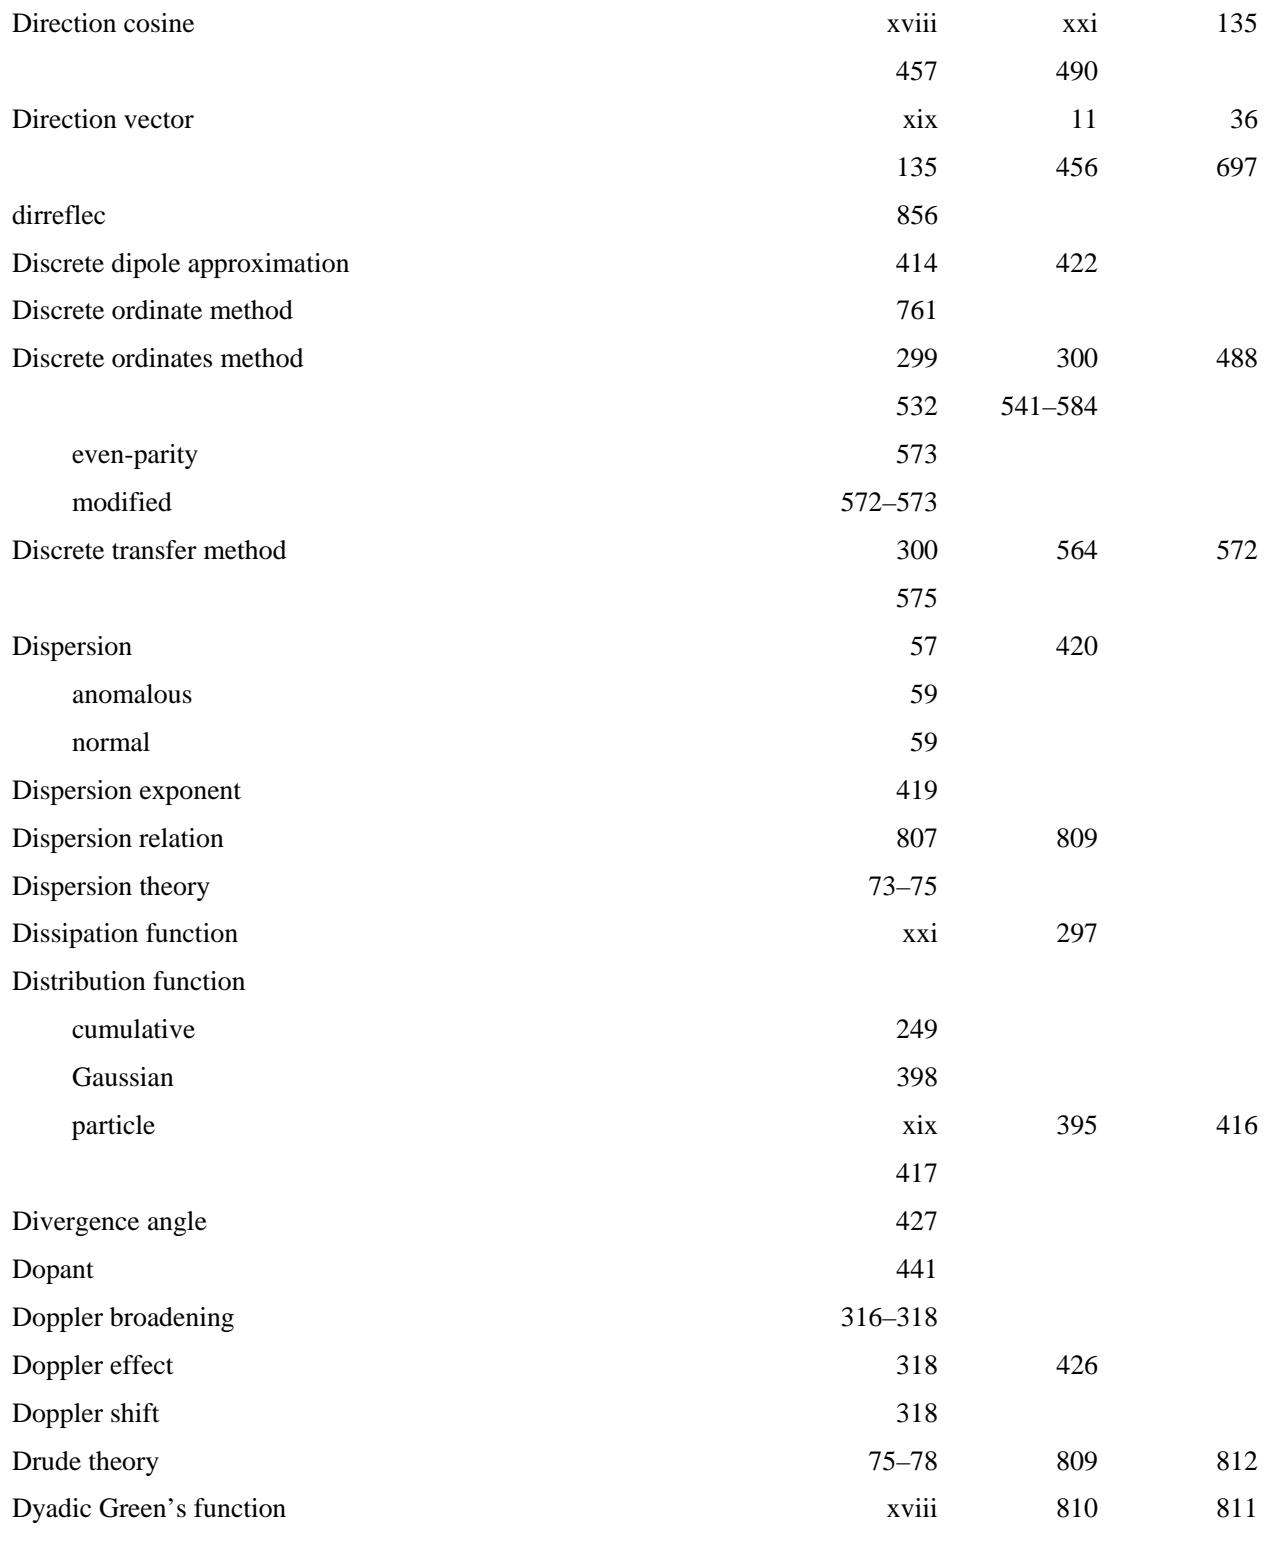 Direction cosine xviii xxi 135
457 490
Direction vector xix 11 36
135 456 697
dirreflec 856
Discrete dipole approximation 414 422
Discrete ordinate method 761
Discrete ordinates method 299 300 488
532 541–584
even-parity 573
modified 572–573
Discrete transfer method 300 564 572
575
Dispersion 57 420
anomalous 59
normal 59
Dispersion exponent 419
Dispersion relation 807 809
Dispersion theory 73–75
Dissipation function xxi 297
Distribution function
cumulative 249
Gaussian 398
particle xix 395 416
417
Divergence angle 427
Dopant 441
Doppler broadening 316–318
Doppler effect 318 426
Doppler shift 318
Drude theory 75–78 809 812
Dyadic Green’s function xviii 810 811